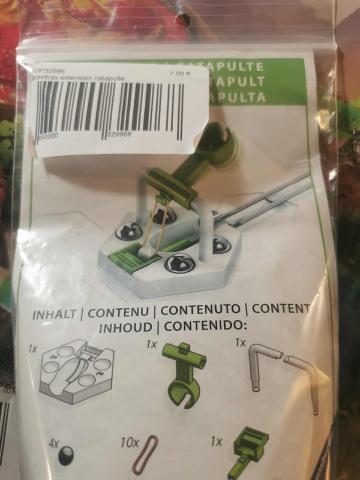 7.00 €
gravitrax extension catapulte
329968
CATAPULTE
CATAPULT
CATAPULTA
INHALT | CONTENU | CONTENUTO | CONTENT
INHOUD | CONTENIDO:
1x 1x 1x
4x 10x 1x